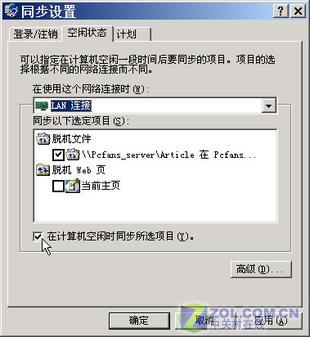 同步设置
登录/注销 空闲状态 计划
可以指定在计算机空闲一段时间后要同步的项目。项目的选
择根据不同的网络连接而不同。
在使用这个网络连接时(W):
LAN 连接
同步以下选定项目(S):
脱机文件
\\Pcfans_server\Article 在 Pcfans...
脱机 Web 页
当前主页
在计算机空闲时同步所选项目(Y)。
高级(D)...
确定 取消 应用(A)
ZOL.COM.CN
中关村在线